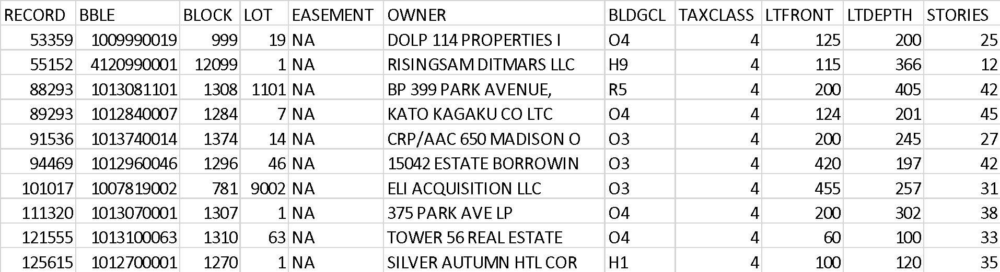 RECORD BBLE BLOCK LOT EASEMENT OWNER BLDGCL TAXCLASS LTFRONT LTDEPTH STORIES
53359 1009990019 999 19 NA DOLP 114 PROPERTIES I O4 4 125 200 25
55152 4120990001 12099 1 NA RISINGSAM DITMARS LLC H9 4 115 366 12
88293 1013081101 1308 1101 NA BP 399 PARK AVENUE, R5 4 200 405 42
89293 1012840007 1284 7 NA KATO KAGAKU CO LTC O4 4 124 201 45
91536 1013740014 1374 14 NA CRP/AAC 650 MADISON O O3 4 200 245 27
94469 1012960046 1296 46 NA 15042 ESTATE BORROWIN O3 4 420 197 42
101017 1007819002 781 9002 NA ELI ACQUISITION LLC O3 4 455 257 31
111320 1013070001 1307 1 NA 375 PARK AVE LP O4 4 200 302 38
121555 1013100063 1310 63 NA TOWER 56 REAL ESTATE O4 4 60 100 33
125615 1012700001 1270 1 NA SILVER AUTUMN HTL COR H1 4 100 120 35